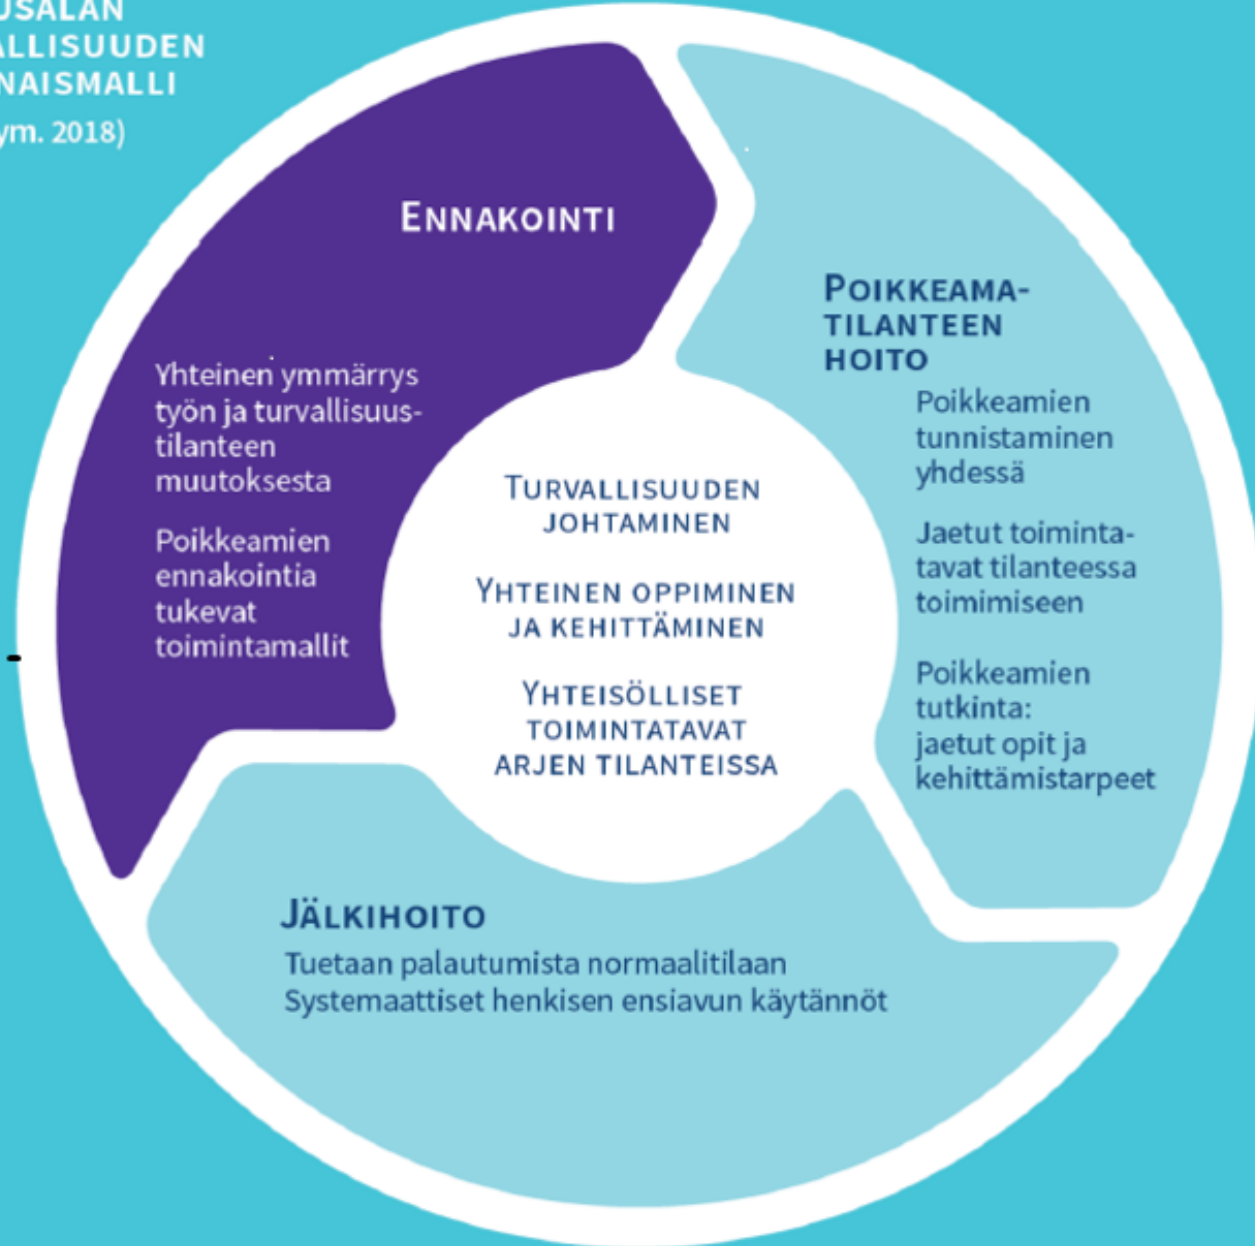 USALAN
ALLISUUDEN
NAISMALLI
ym. 2018)
ENNAKOINTI
Yhteinen ymmärrys
työn ja turvallisuus-
tilanteen
muutoksesta
Poikkeamien
ennakointia
tukevat
toimintamallit
POIKKEAMA-
TILANTEEN
HOITO
Poikkeamien
tunnistaminen
yhdessä
Jaetut toiminta-
tavat tilanteessa
toimimiseen
Poikkeamien
tutkinta:
jaetut opit ja
kehittämistarpeet
TURVALLISUUDEN
JOHTAMINEN
YHTEINEN OPPIMINEN
JA KEHITTÄMINEN
YHTEISÖLLISET
TOIMINTATAVAT
ARJEN TILANTEISSA
JÄLKIHOITO
Tuetaan palautumista normaalitilaan
Systemaattiset henkisen ensiavun käytännöt